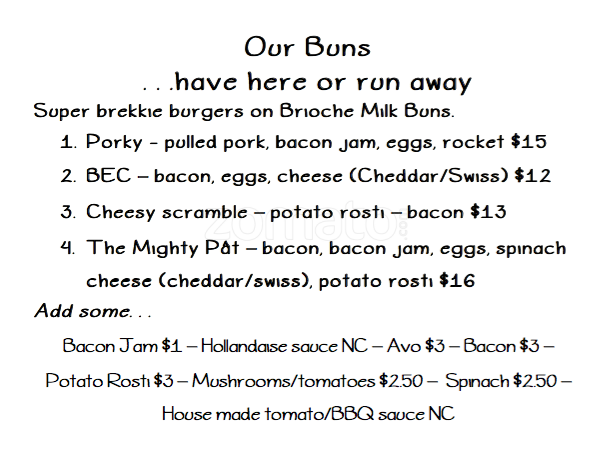 Our Buns
. . .have here or run away
Super brekkie burgers on Brioche Milk Buns.
1. Porky - pulled pork, bacon jam, eggs, rocket $15
2. BEC – bacon, eggs, cheese (Cheddar/Swiss) $12
3. Cheesy scramble – potato rosti – bacon $13
zomato
4. The Mighty Pât – bacon, bacon jam, eggs, spinach
cheese (cheddar/swiss), potato rosti $16
Add some. . .
Bacon Jam $1 – Hollandaise sauce NC – Avo $3 – Bacon $3 –
Potato Rosti $3 – Mushrooms/tomatoes $2.50 – Spinach $2.50 –
House made tomato/BBQ sauce NC